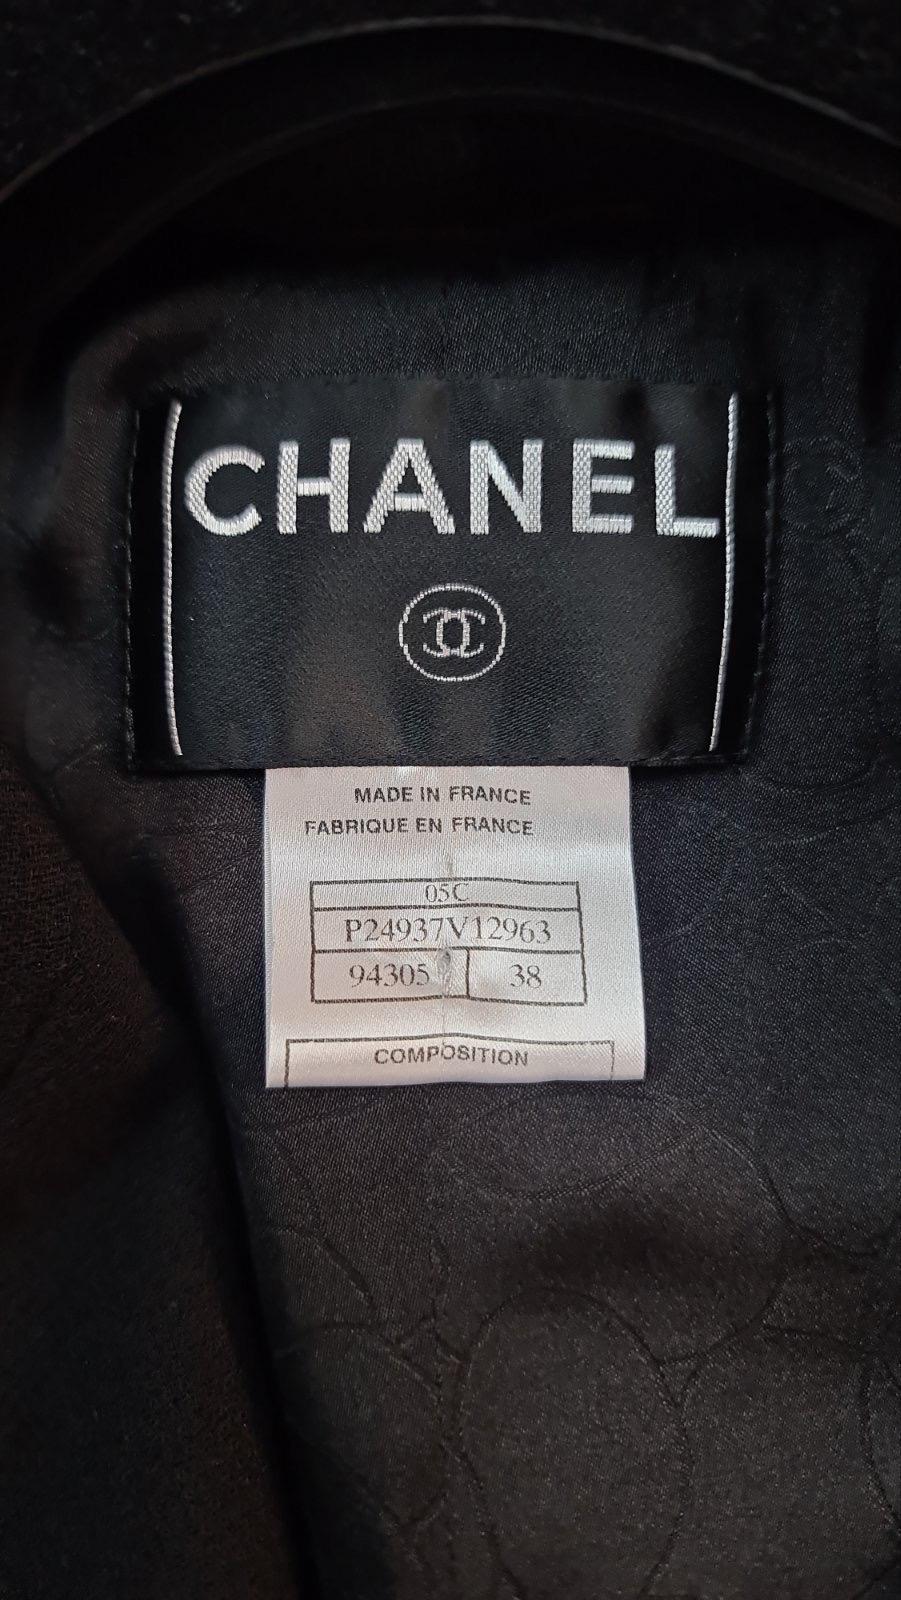 CHANEL
MADE IN FRANCE
FABRIQUE EN FRANCE
05C
P24937V12963
94305 38
COMPOSITION